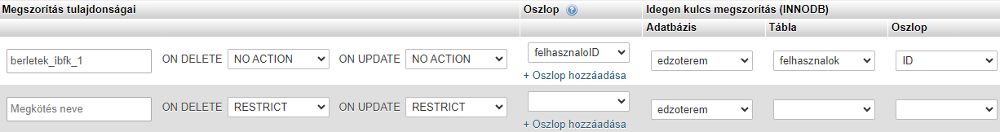 Megszorítás tulajdonságai Oszlop Idegen kulcs megszorítás (INNODB)
Adatbázis Tábla Oszlop
berletek_ibfk_1 ON DELETE NO ACTION ON UPDATE NO ACTION felhasznaloID edzoterem felhasznalok ID
+ Oszlop hozzáadása
Megkötés neve ON DELETE RESTRICT ON UPDATE RESTRICT edzoterem
+ Oszlop hozzáadása